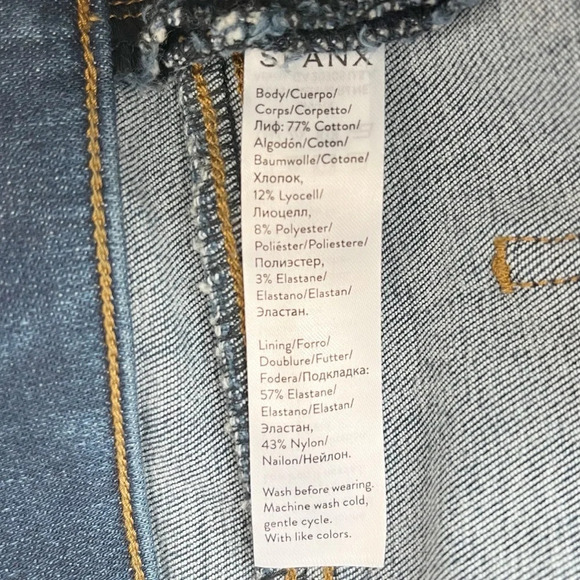 SPANX
Body/Cuerpo/
Corps/Corpetto/
Лиф: 77% Cotton/
Algodón/Coton/
Baumwolle/Cotone/
Хлопок,
12% Lyocell/
Лиоцелл,
8% Polyester/
Poliéster/Poliestere/
Полиэстер,
3% Elastane/
Elastano/Elastan/
Эластан.
Lining/Forro/
Doublure/Futter/
Fodera/Подкладка:
57% Elastane/
Elastano/Elastan/
Эластан,
43% Nylon/
Nailon/Нейлон.
Wash before wearing.
Machine wash cold,
gentle cycle.
With like colors.